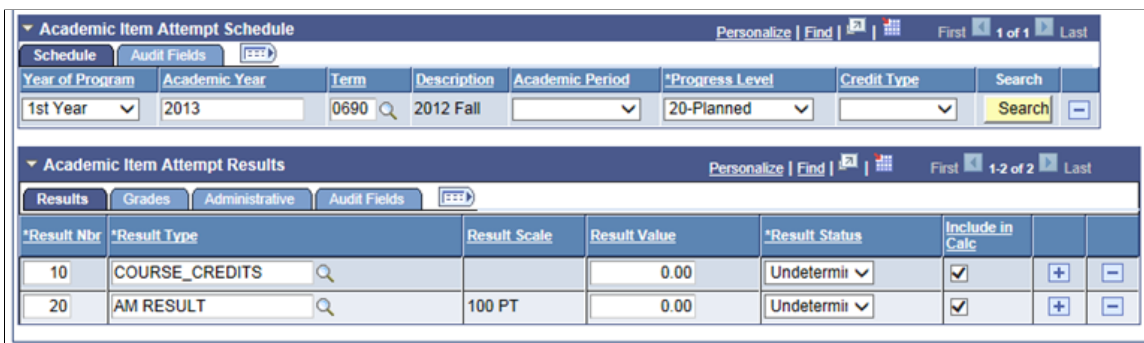 Academic Item Attempt Schedule Personalize | Find | | First 1 of 1 Last
Schedule Audit Fields
Year of Program Academic Year Term Description Academic Period *Progress Level Credit Type Search
1st Year 2013 0690 2012 Fall 20-Planned Search
Academic Item Attempt Results Personalize | Find | | First 1-2 of 2 Last
Results Grades Administrative Audit Fields
*Result Nbr *Result Type Result Scale Result Value *Result Status Include in Calc
10 COURSE_CREDITS 0.00 Undetermin
20 AM RESULT 100 PT 0.00 Undetermin